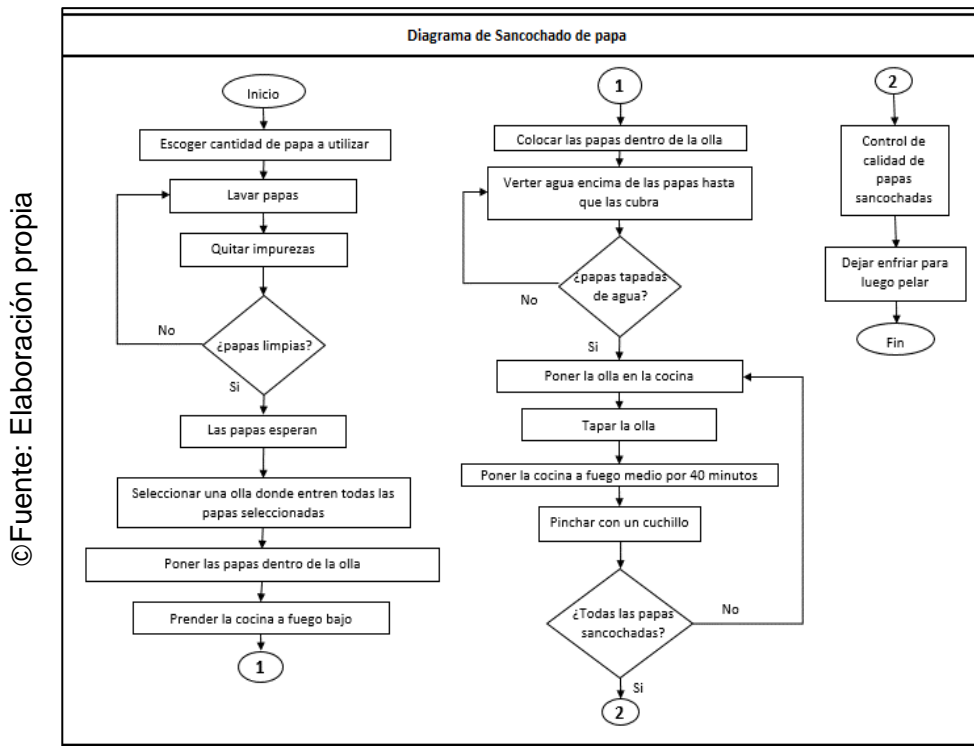 ©Fuente: Elaboración propia
Diagrama de Sancochado de papa
Inicio
Escoger cantidad de papa a utilizar
Lavar papas
Quitar impurezas
No
¿papas limpias?
Si
Las papas esperan
Seleccionar una olla donde entren todas las
papas seleccionadas
Poner las papas dentro de la olla
Prender la cocina a fuego bajo
1
1
Colocar las papas dentro de la olla
Verter agua encima de las papas hasta
que las cubra
¿papas tapadas
de agua?
No
Si
Poner la olla en la cocina
Tapar la olla
Poner la cocina a fuego medio por 40 minutos
Pinchar con un cuchillo
¿Todas las papas
sancochadas?
No
Si
2
2
Control de
calidad de
papas
sancochadas
Dejar enfriar para
luego pelar
Fin